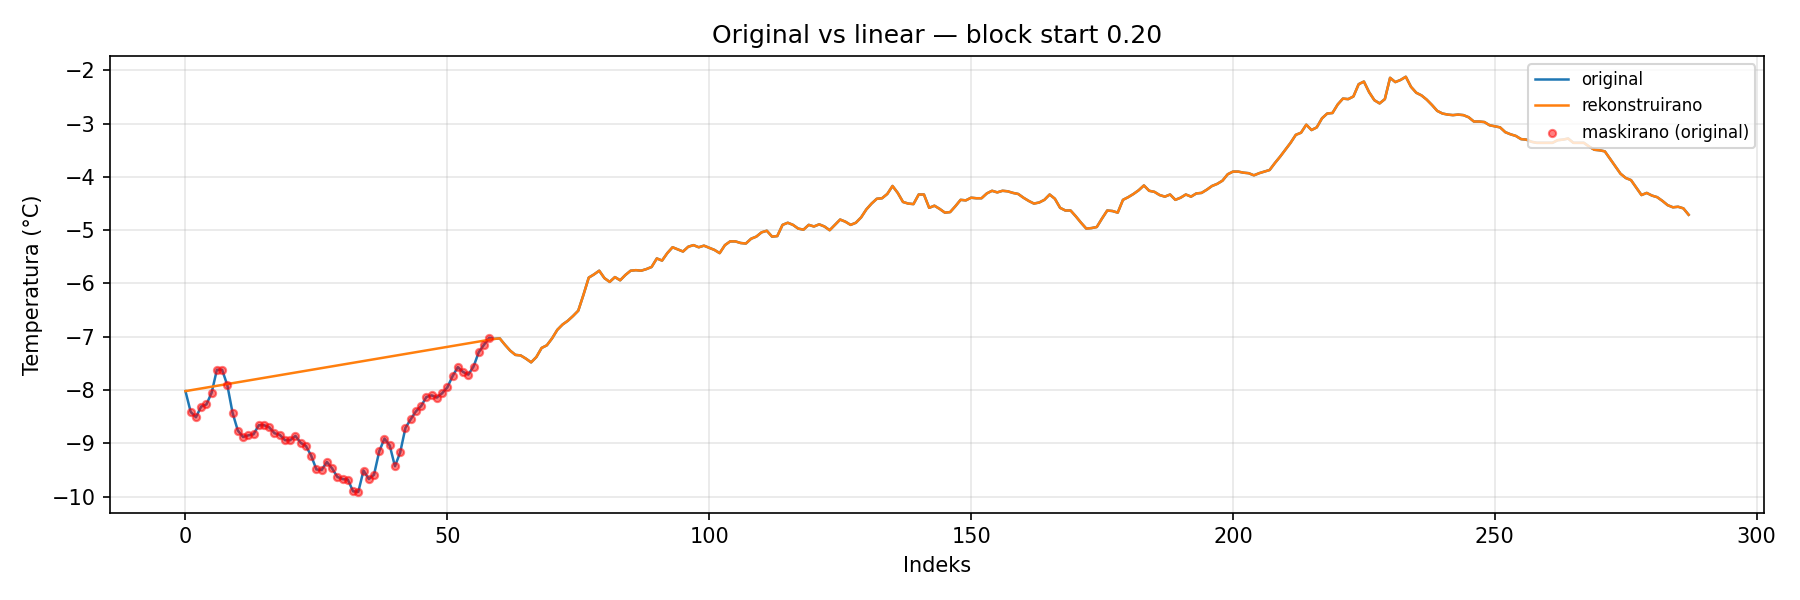 Original vs linear — block start 0.20
original
rekonstruirano
maskirano (original)
Temperatura (°C)
−2
−3
−4
−5
−6
−7
−8
−9
−10
0 50 100 150 200 250 300
Indeks